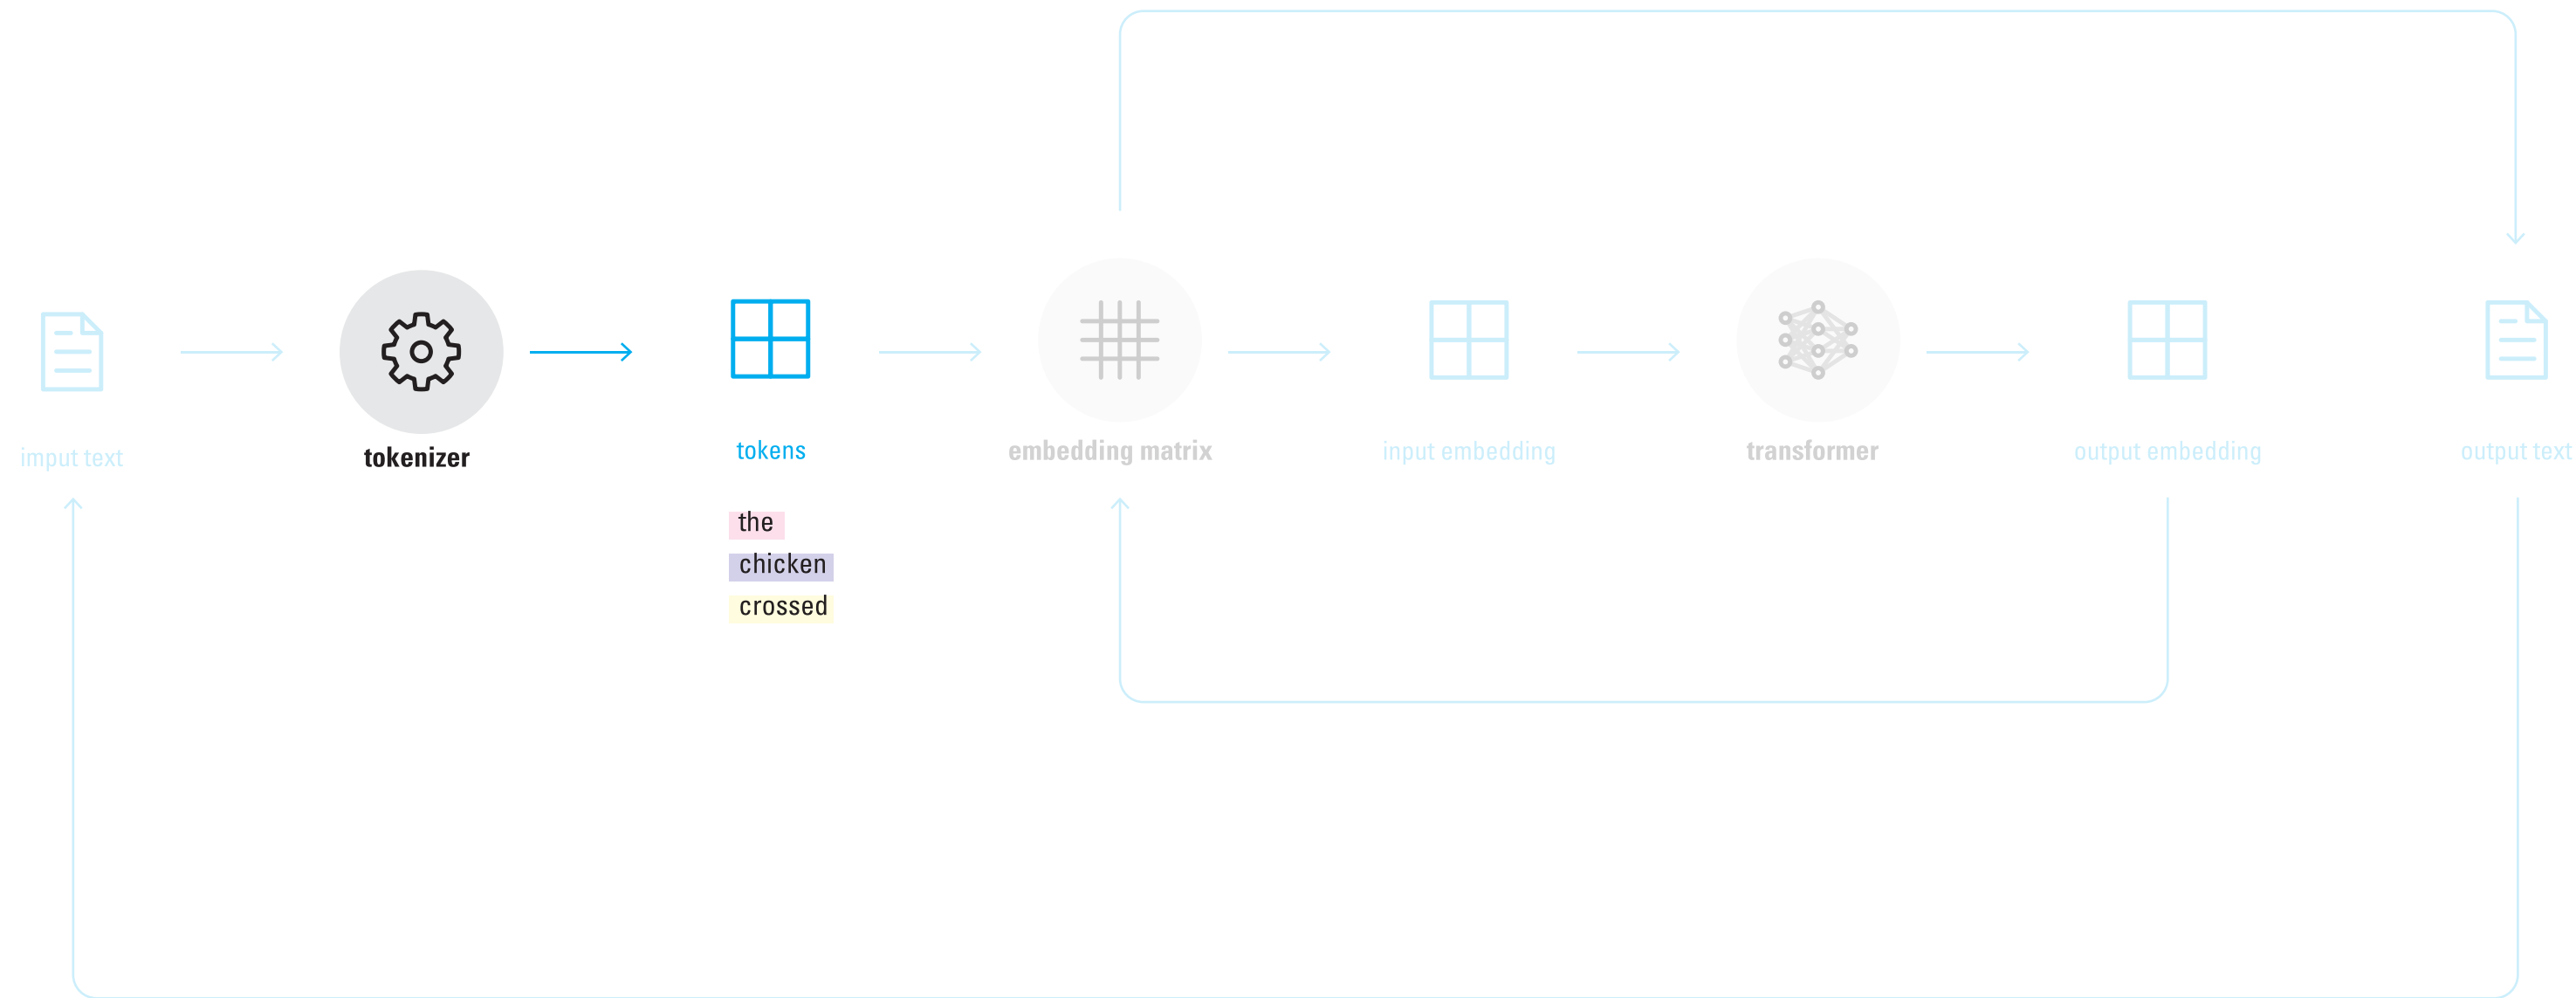 imput text
tokenizer
tokens
the
chicken
crossed
embedding matrix
input embedding
transformer
output embedding
output text